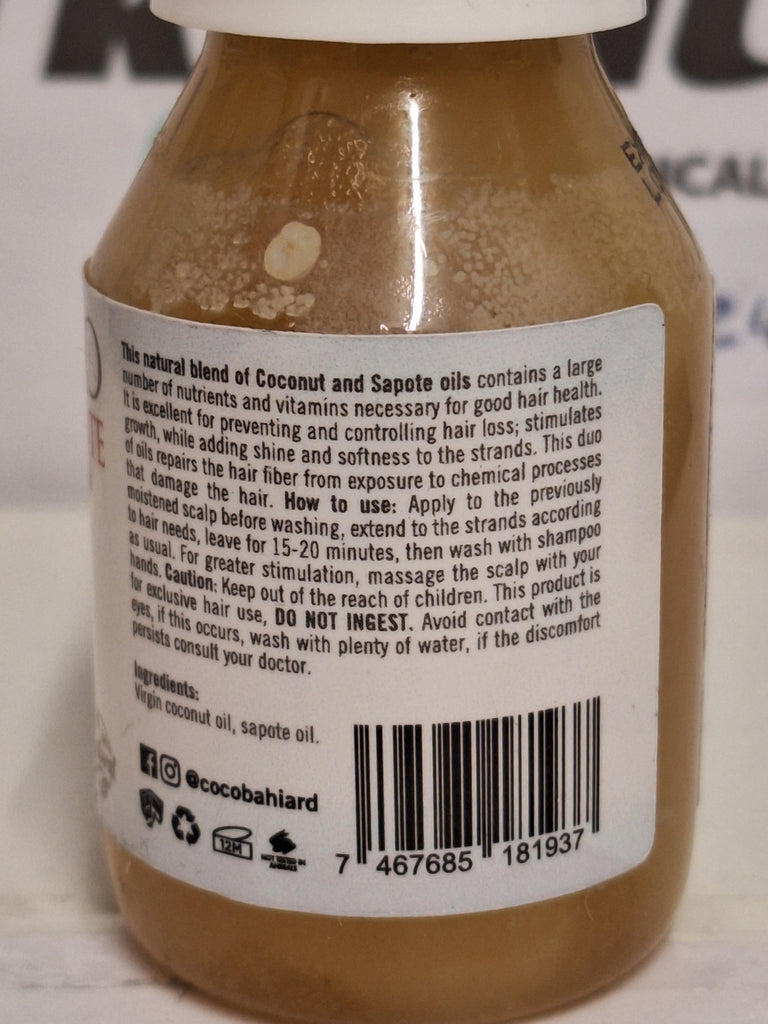 This natural blend of Coconut and Sapote oils contains a large
number of nutrients and vitamins necessary for good hair health.
It is excellent for preventing and controlling hair loss; stimulates
growth, while adding shine and softness to the strands. This duo
of oils repairs the hair fiber from exposure to chemical processes
that damage the hair. How to use: Apply to the previously
moistened scalp before washing, extend to the strands according
to hair needs, leave for 15-20 minutes, then wash with shampoo
as usual. For greater stimulation, massage the scalp with your
hands. Caution: Keep out of the reach of children. This product is
for exclusive hair use, DO NOT INGEST. Avoid contact with the
eyes, if this occurs, wash with plenty of water, if the discomfort
persists consult your doctor.
Ingredients:
Virgin coconut oil, sapote oil.
@cocobahiard
12M
NOT TESTED IN
ANIMALS
7 467685 181937